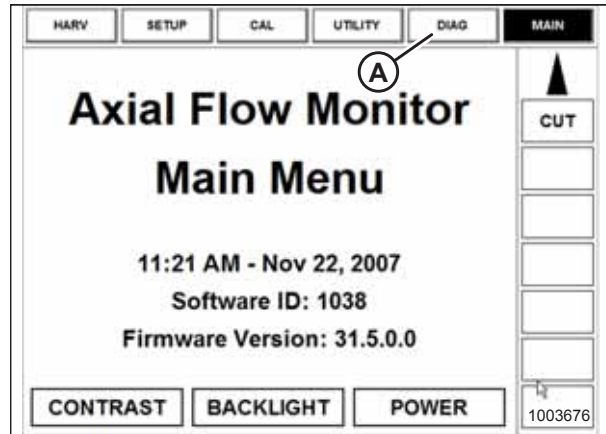 HARV SETUP CAL UTILITY DIAG MAIN
A
CUT
Axial Flow Monitor
Main Menu
11:21 AM - Nov 22, 2007
Software ID: 1038
Firmware Version: 31.5.0.0
CONTRAST BACKLIGHT POWER
1003676